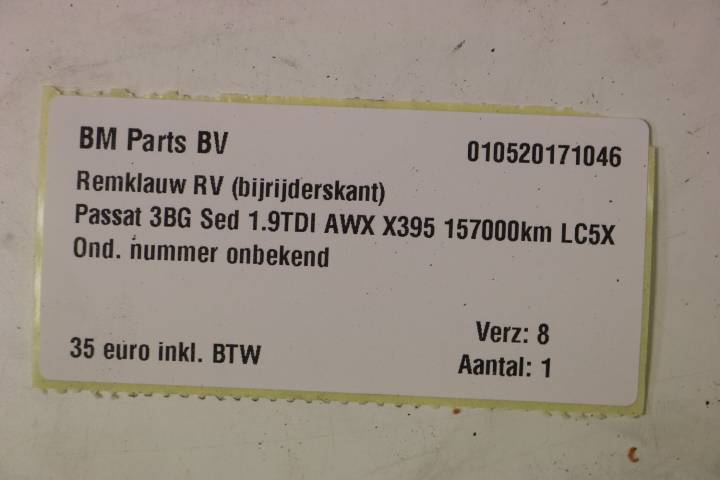 BM Parts BV 010520171046
Remklauw RV (bijrijderskant)
Passat 3BG Sed 1.9TDI AWX X395 157000km LC5X
Ond. nummer onbekend
Verz: 8
35 euro inkl. BTW
Aantal: 1